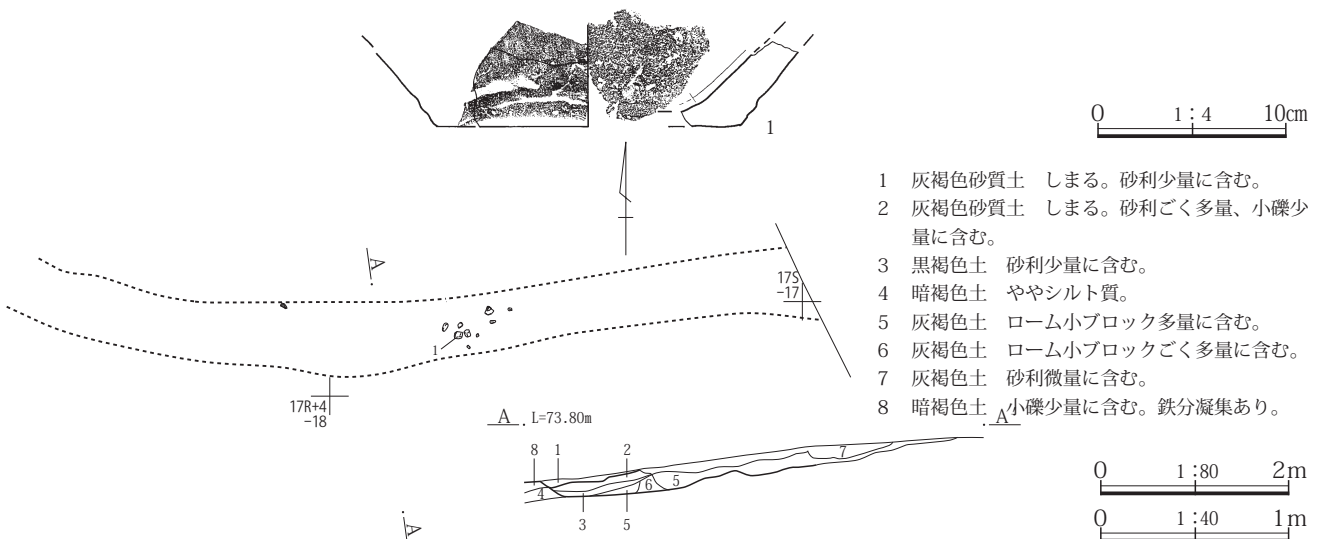 1
0 1:4 10cm
1 灰褐色砂質土 しまる。砂利少量に含む。
2 灰褐色砂質土 しまる。砂利ごく多量、小礫少
量に含む。
3 黒褐色土 砂利少量に含む。
4 暗褐色土 ややシルト質。
5 灰褐色土 ローム小ブロック多量に含む。
6 灰褐色土 ローム小ブロックごく多量に含む。
7 灰褐色土 砂利微量に含む。
8 暗褐色土 小礫少量に含む。鉄分凝集あり。
A
17S
-17
1
17R+4
-18
A L=73.80m A'
8 1 2 7
4 6 5
3 5
A'
0 1:80 2m
0 1:40 1m